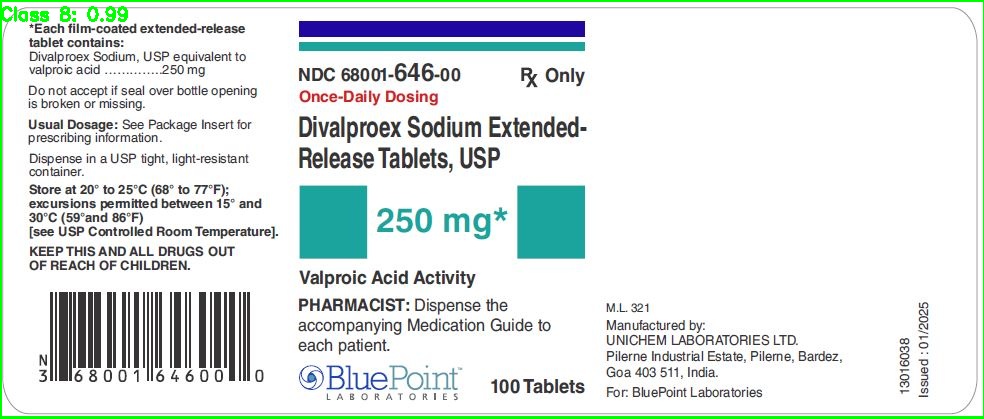 Class 8: 0.99
*Each film-coated extended-release
tablet contains:
Divalproex Sodium, USP equivalent to
valproic acid ..............250 mg
Do not accept if seal over bottle opening
is broken or missing.
Usual Dosage: See Package Insert for
prescribing information.
Dispense in a USP tight, light-resistant
container.
Store at 20° to 25°C (68° to 77°F);
excursions permitted between 15° and
30°C (59°and 86°F)
[see USP Controlled Room Temperature].
KEEP THIS AND ALL DRUGS OUT
OF REACH OF CHILDREN.
N
3 68001 64600 0
NDC 68001-646-00
Rx Only
Once-Daily Dosing
Divalproex Sodium Extended-
Release Tablets, USP
250 mg*
Valproic Acid Activity
PHARMACIST: Dispense the
accompanying Medication Guide to
each patient.
BluePoint™
LABORATORIES
100 Tablets
M.L. 321
Manufactured by:
UNICHEM LABORATORIES LTD.
Pilerne Industrial Estate, Pilerne, Bardez,
Goa 403 511, India.
For: BluePoint Laboratories
13016038
Issued : 01/2025